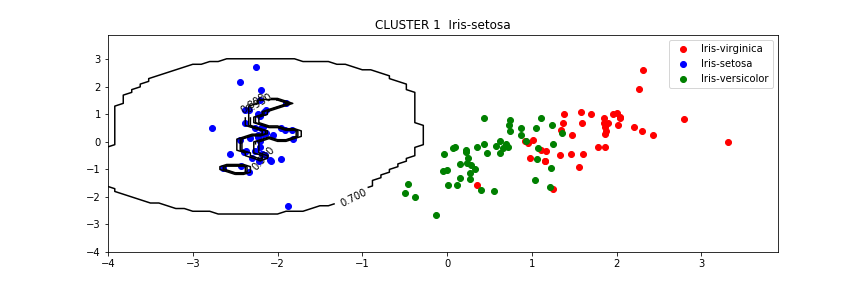 CLUSTER 1 Iris-setosa
Iris-virginica
Iris-setosa
Iris-versicolor
3
2
1
0
−1
−2
−3
−4
0.700
−4 −3 −2 −1 0 1 2 3